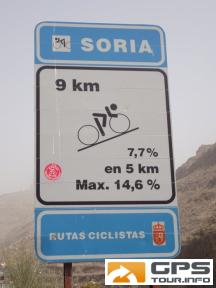 SORIA
9 km
7,7%
en 5 km
Max. 14,6 %
RUTAS CICLISTAS
GPS
TOUR.INFO